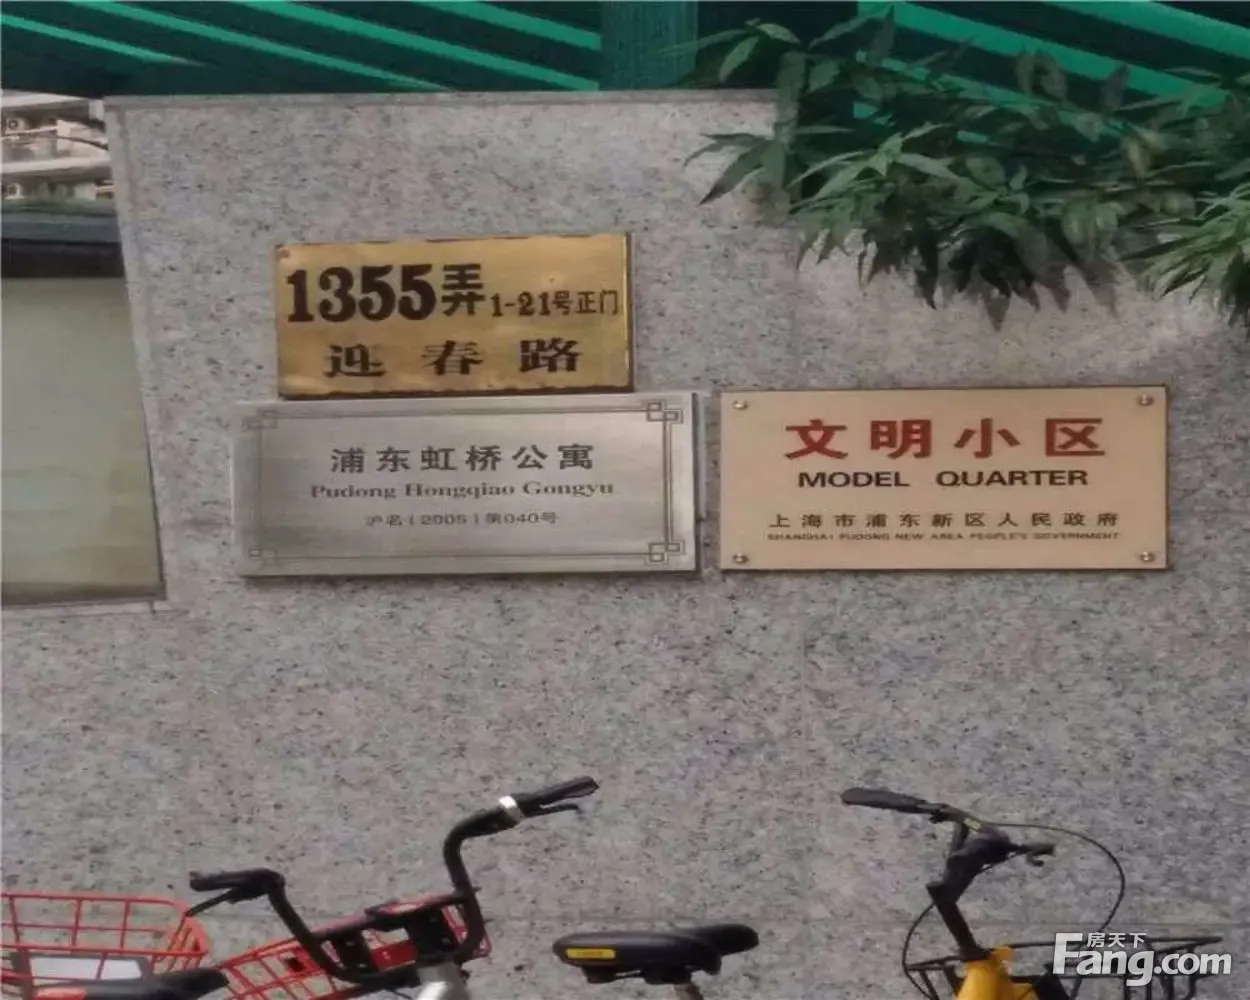 1355弄 1-21号正门
迎春路
浦东虹桥公寓
Pudong Hongqiao Gongyu
沪名(2005)第040号
文明小区
MODEL QUARTER
上海市浦东新区人民政府
SHANGHAI PUDONG NEW AREA PEOPLE'S GOVERNMENT
房天下
Fang.com